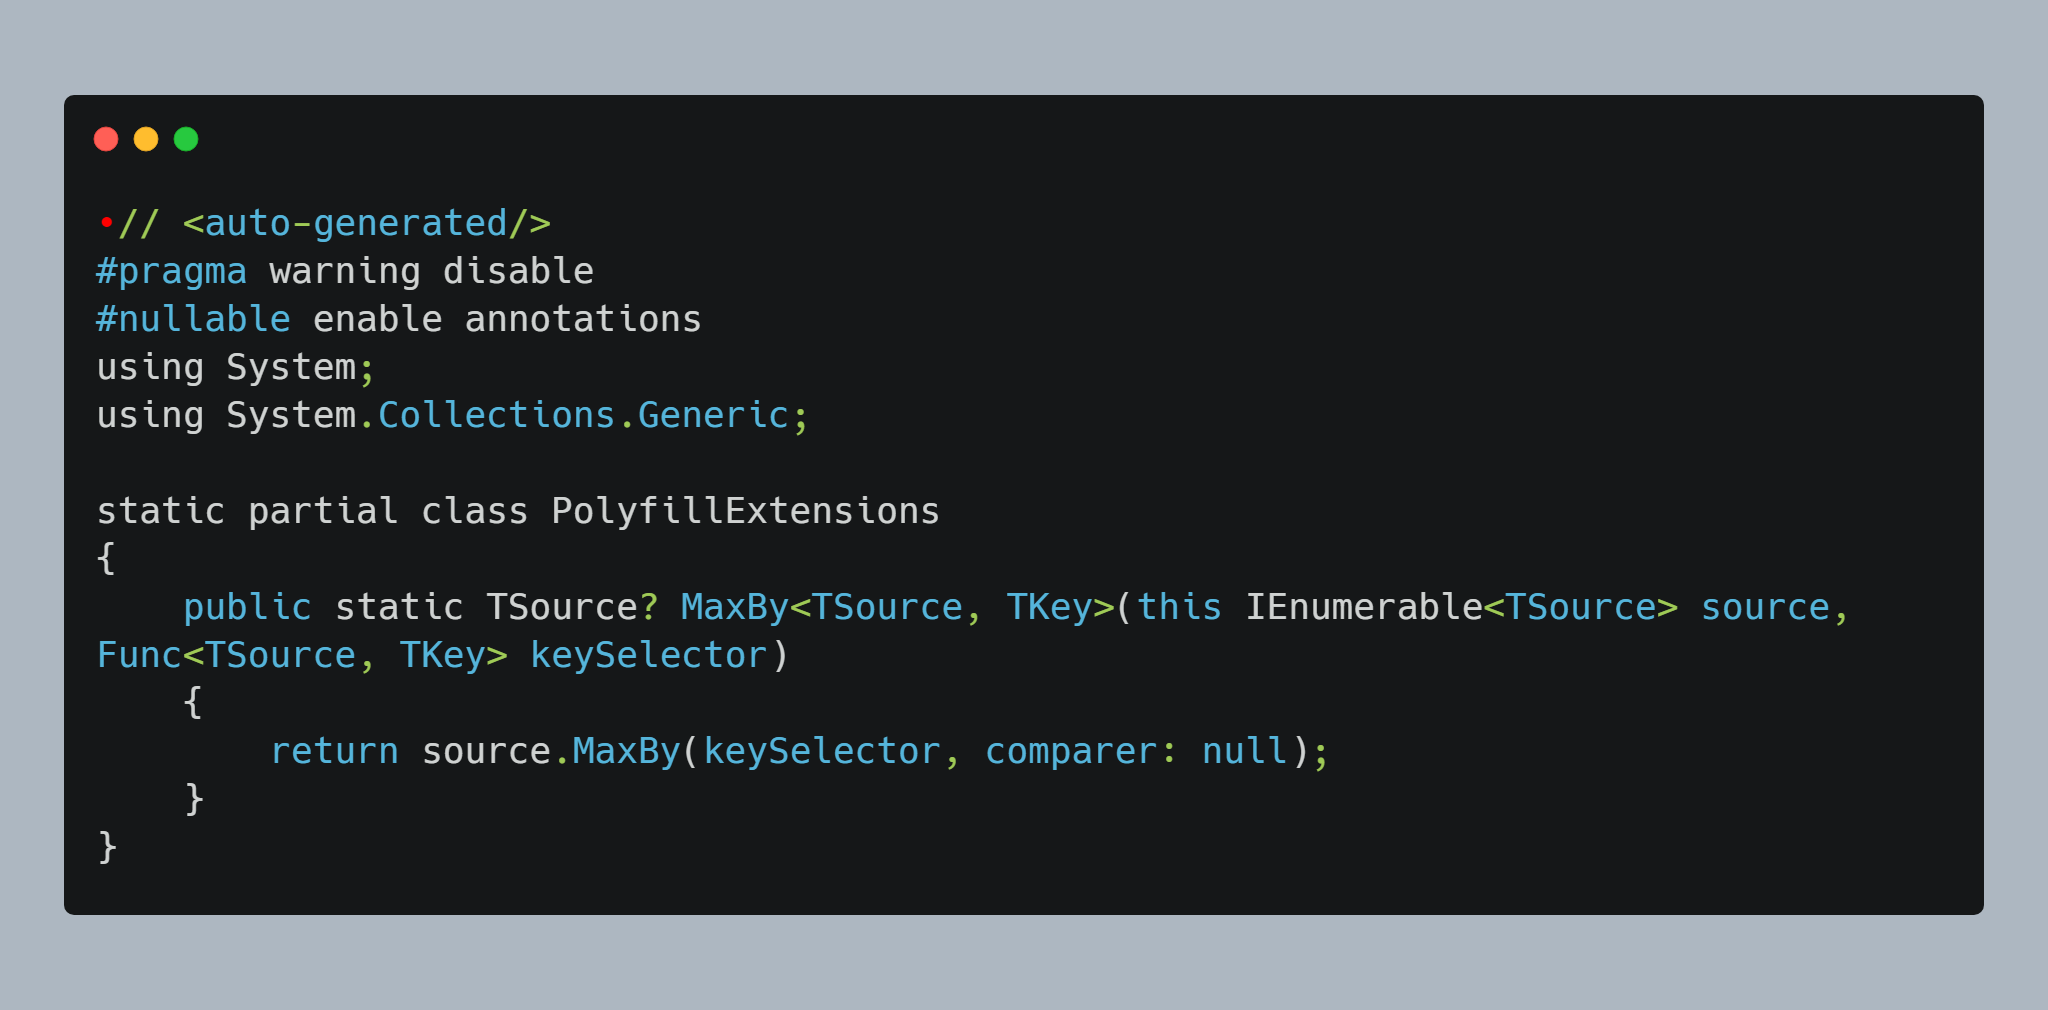 •// <auto-generated/>
#pragma warning disable
#nullable enable annotations
using System;
using System.Collections.Generic;

static partial class PolyfillExtensions
{
    public static TSource? MaxBy<TSource, TKey>(this IEnumerable<TSource> source,
Func<TSource, TKey> keySelector)
    {
        return source.MaxBy(keySelector, comparer: null);
    }
}